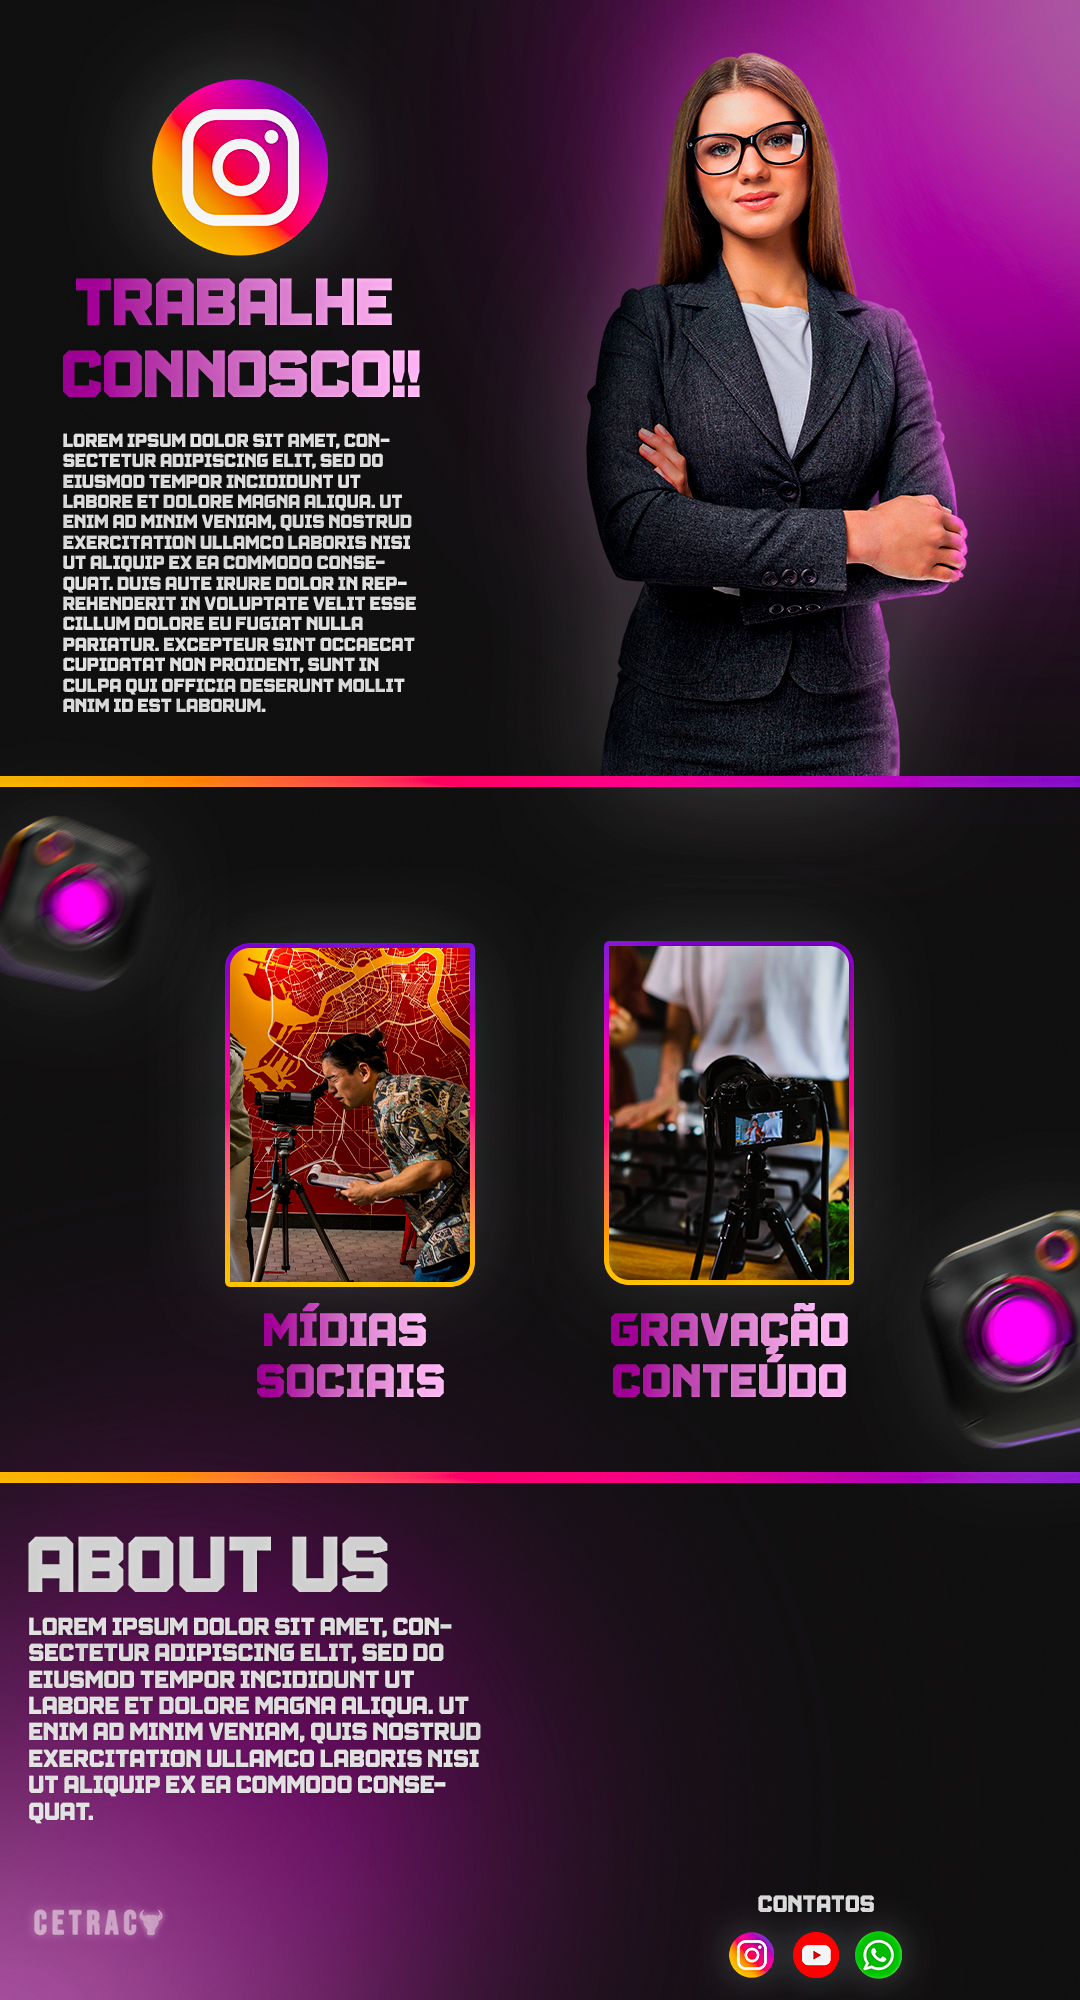 TRABALHE
CONNOSCO!!
LOREM IPSUM DOLOR SIT AMET, CON-
SECTETUR ADIPISCING ELIT, SED DO
EIUSMOD TEMPOR INCIDIDUNT UT
LABORE ET DOLORE MAGNA ALIQUA. UT
ENIM AD MINIM VENIAM, QUIS NOSTRUD
EXERCITATION ULLAMCO LABORIS NISI
UT ALIQUIP EX EA COMMODO CONSE-
QUAT. DUIS AUTE IRURE DOLOR IN REP-
REHENDERIT IN VOLUPTATE VELIT ESSE
CILLUM DOLORE EU FUGIAT NULLA
PARIATUR. EXCEPTEUR SINT OCCAECAT
CUPIDATAT NON PROIDENT, SUNT IN
CULPA QUI OFFICIA DESERUNT MOLLIT
ANIM ID EST LABORUM.
MÍDIAS
SOCIAIS
GRAVAÇÃO
CONTEÚDO
ABOUT US
LOREM IPSUM DOLOR SIT AMET, CON-
SECTETUR ADIPISCING ELIT, SED DO
EIUSMOD TEMPOR INCIDIDUNT UT
LABORE ET DOLORE MAGNA ALIQUA. UT
ENIM AD MINIM VENIAM, QUIS NOSTRUD
EXERCITATION ULLAMCO LABORIS NISI
UT ALIQUIP EX EA COMMODO CONSE-
QUAT.
CETRAC
CONTATOS